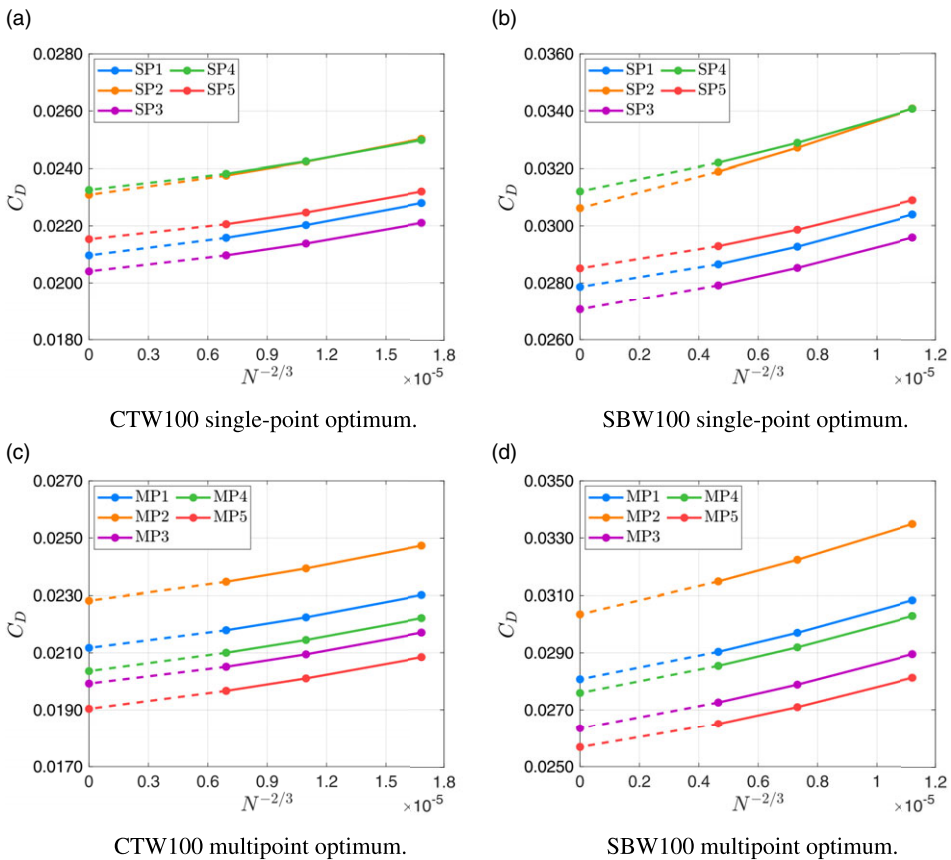 (a)
0.0280
0.0260
0.0240
0.0220
0.0200
0.0180
C_D
SP1 SP4
SP2 SP5
SP3
0 0.3 0.6 0.9 1.2 1.5 1.8
N^{-2/3} ×10^{-5}
CTW100 single-point optimum.
(b)
0.0360
0.0340
0.0320
0.0300
0.0280
0.0260
C_D
SP1 SP4
SP2 SP5
SP3
0 0.2 0.4 0.6 0.8 1 1.2
N^{-2/3} ×10^{-5}
SBW100 single-point optimum.
(c)
0.0270
0.0250
0.0230
0.0210
0.0190
0.0170
C_D
MP1 MP4
MP2 MP5
MP3
0 0.3 0.6 0.9 1.2 1.5 1.8
N^{-2/3} ×10^{-5}
CTW100 multipoint optimum.
(d)
0.0350
0.0330
0.0310
0.0290
0.0270
0.0250
C_D
MP1 MP4
MP2 MP5
MP3
0 0.2 0.4 0.6 0.8 1 1.2
N^{-2/3} ×10^{-5}
SBW100 multipoint optimum.